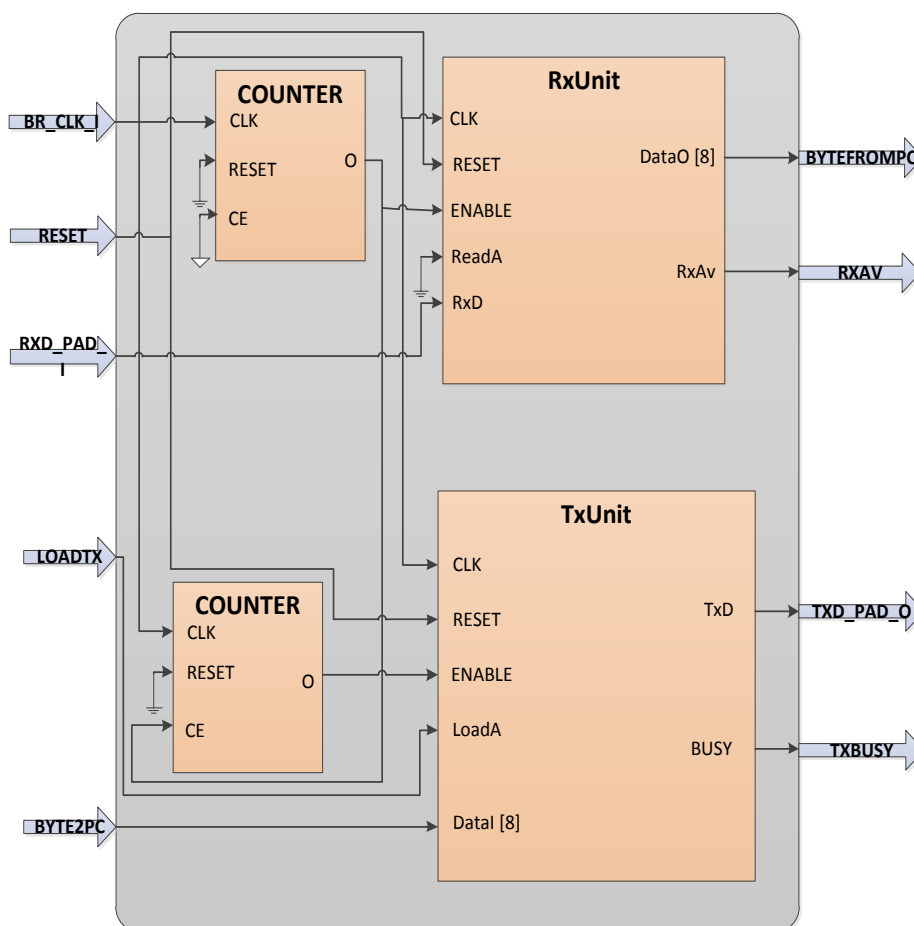 BR_CLK_I
RESET
RXD_PAD_
I
LOADTX
BYTE2PC
COUNTER
CLK
RESET
CE
O
RxUnit
CLK
RESET
ENABLE
ReadA
RxD
DataO [8]
RxAv
COUNTER
CLK
RESET
CE
O
TxUnit
CLK
RESET
ENABLE
LoadA
DataI [8]
TxD
BUSY
BYTEFROMPC
RXAV
TXD_PAD_O
TXBUSY